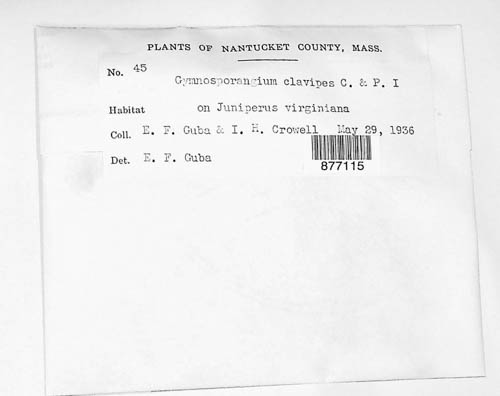 PLANTS OF NANTUCKET COUNTY, MASS.
No. 45
Gymnosporangium clavipes C. & P. I
Habitat on Juniperus virginiana
Coll. E. F. Guba & I. H. Crowell May 29, 1936
Det. E. F. Guba
877115